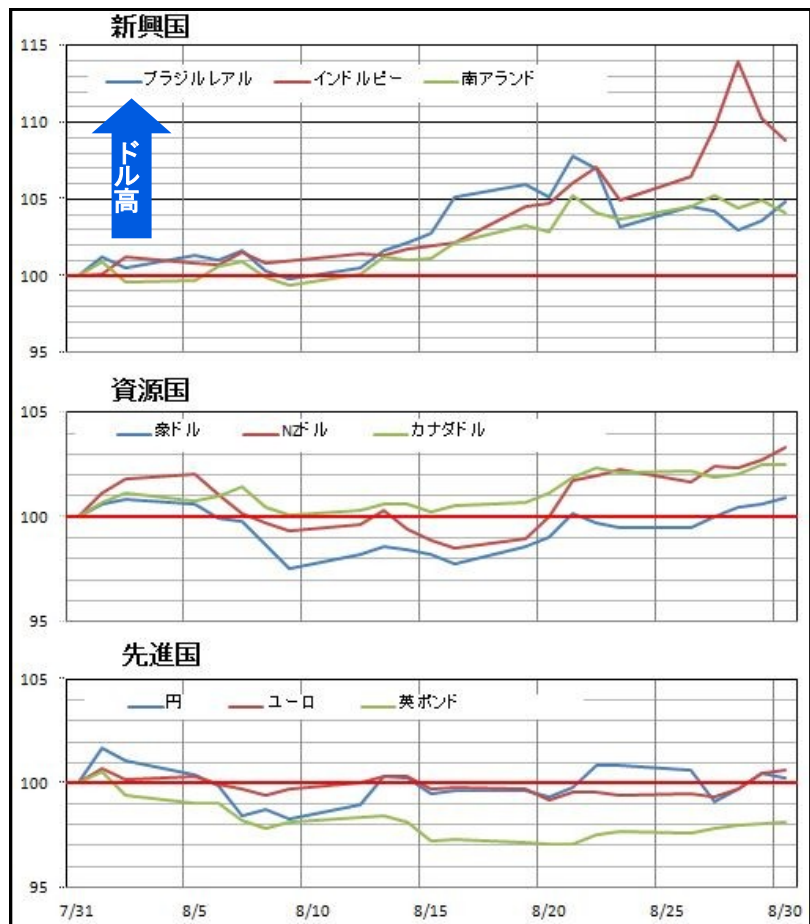 新興国
115
ブラジルレアル インドルピー 南アランド
ドル高
110
105
100
95
資源国
105
豪ドル NZドル カナダドル
100
95
先進国
105
円 ユーロ 英ポンド
100
95
7/31 8/5 8/10 8/15 8/20 8/25 8/30